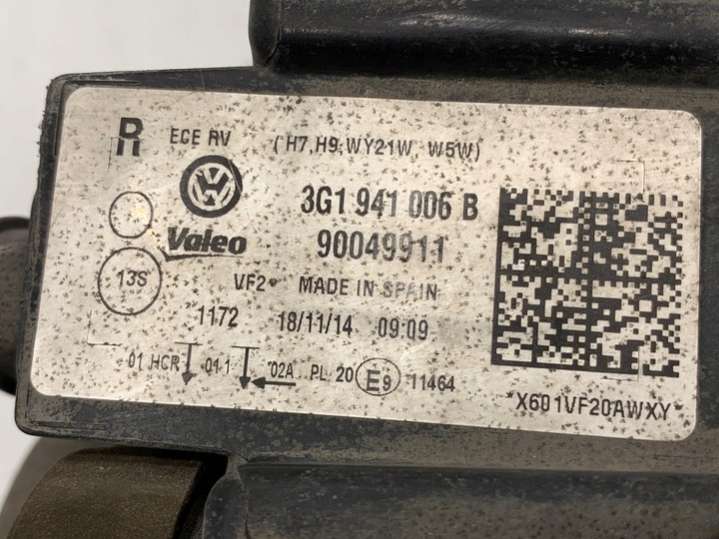 R ECE RV (H7,H9,WY21W, W5W)
3G1 941 006 B
Valeo 90049911
13S VF2 MADE IN SPAIN
1172 18/11/14 09:09
01 HCR 01 1 02A PL 20 E9 11464
*X601VF20AWXY*